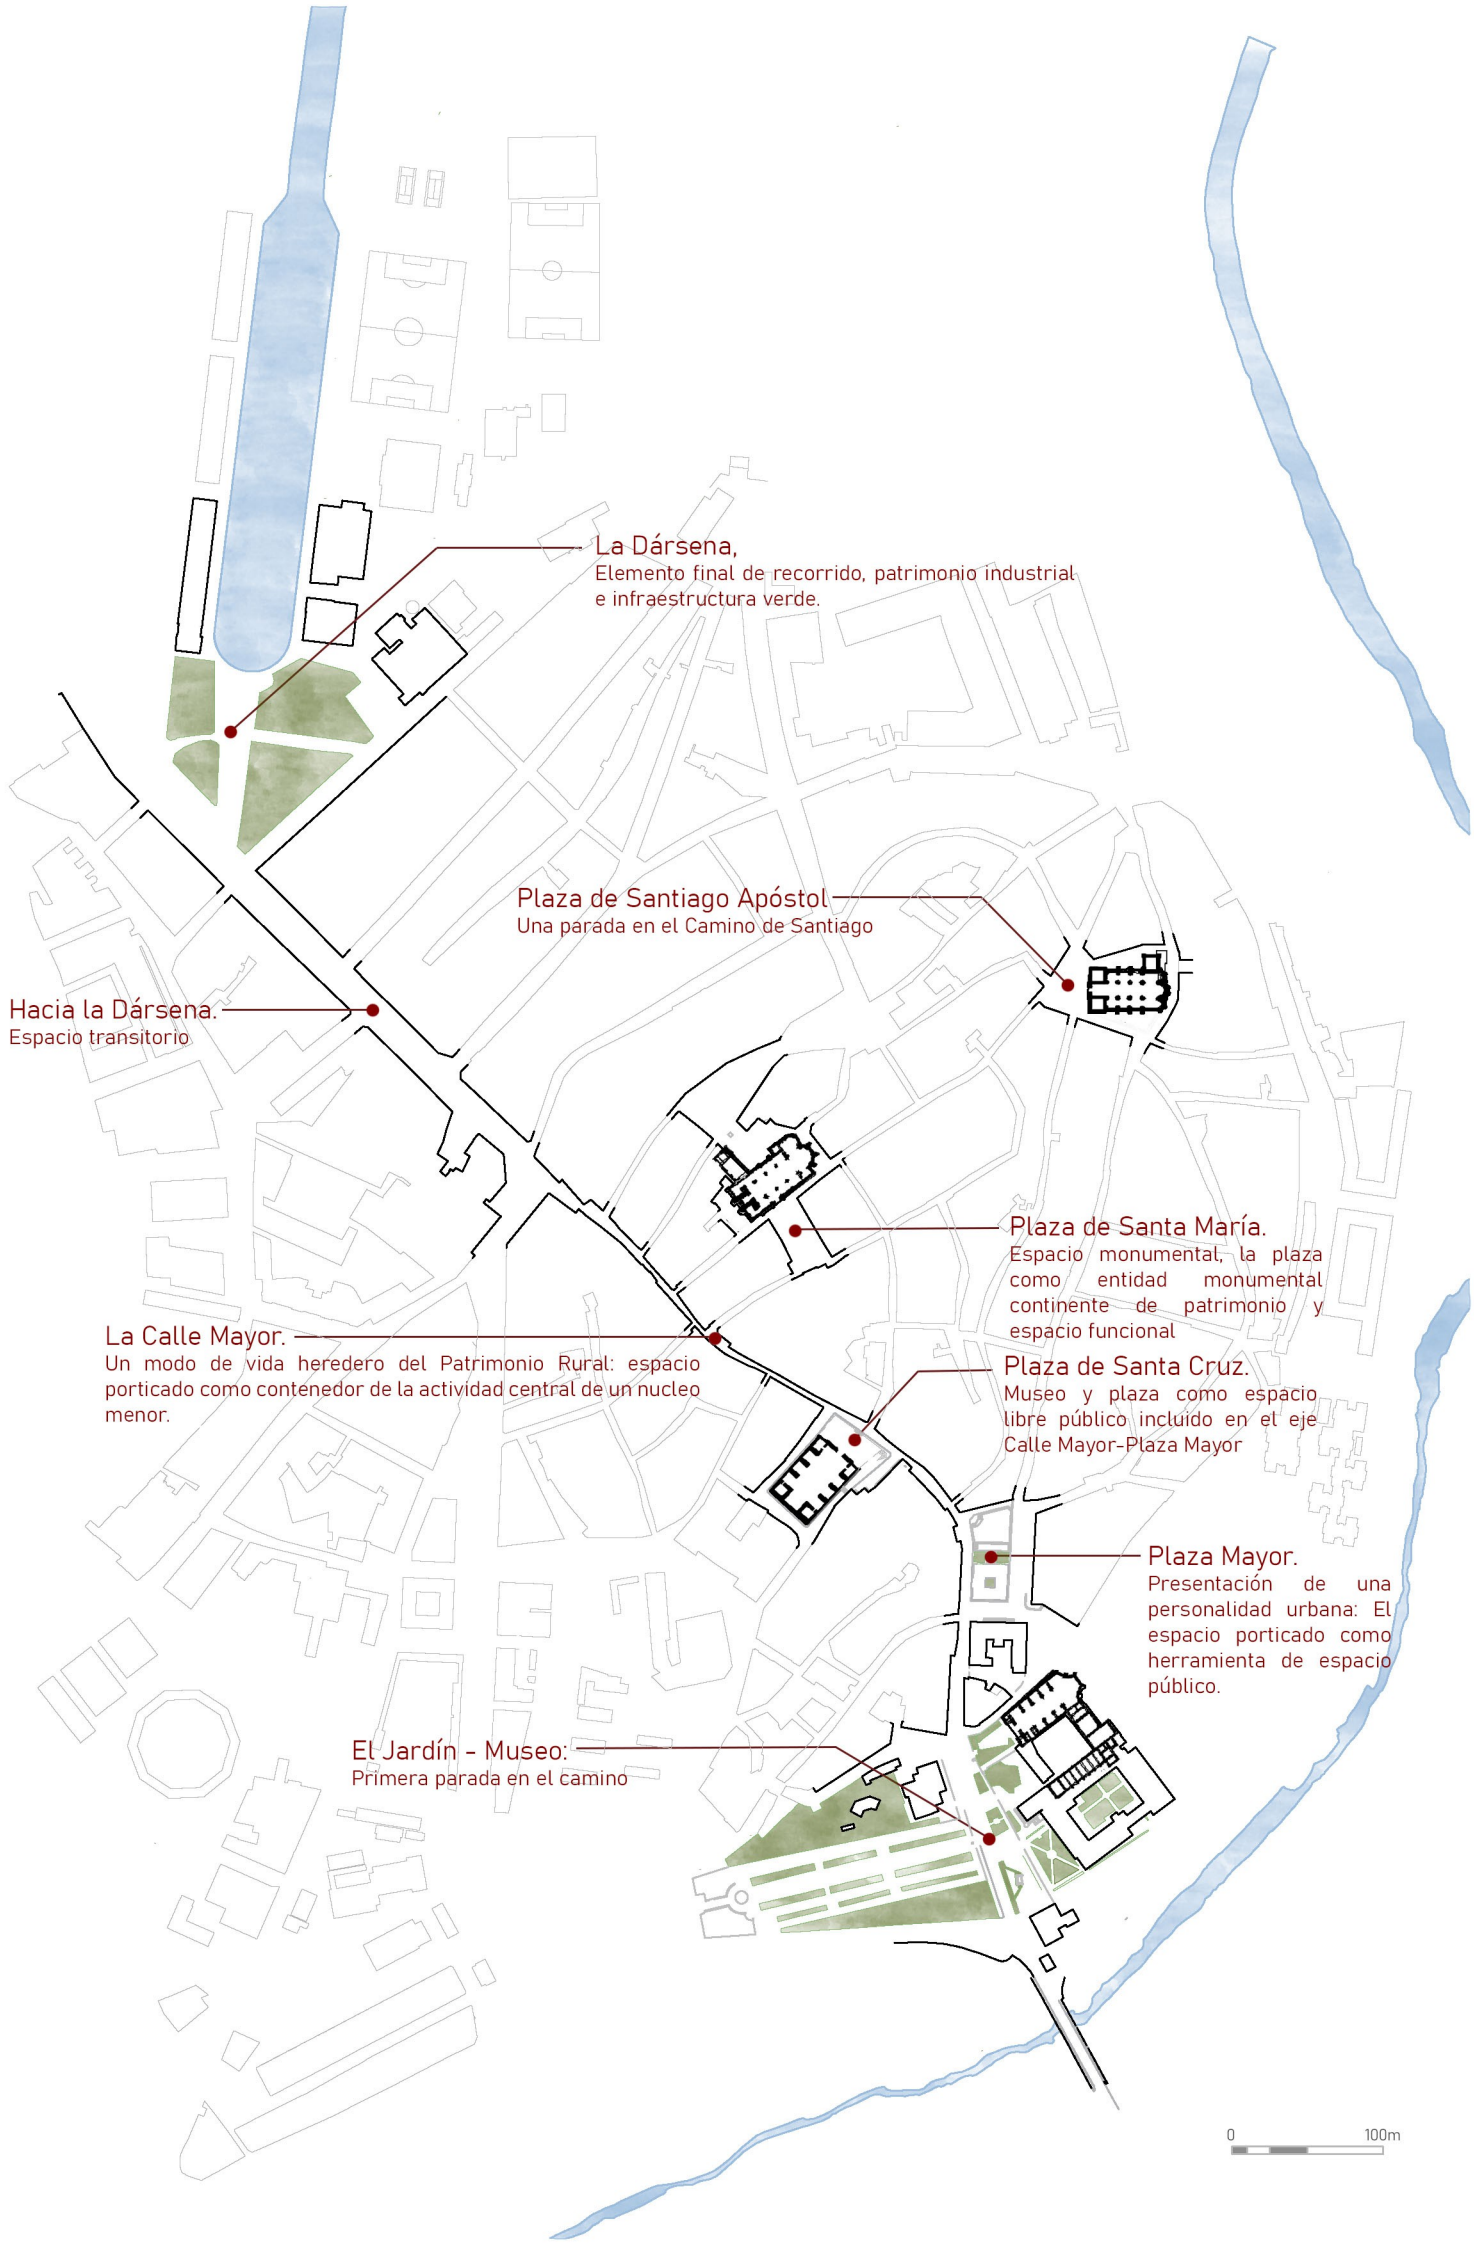 La Dársena,
Elemento final de recorrido, patrimonio industrial
e infraestructura verde.
Plaza de Santiago Apóstol
Una parada en el Camino de Santiago
Hacia la Dársena.
Espacio transitorio
Plaza de Santa María.
Espacio monumental, la plaza
como entidad monumental
continente de patrimonio y
espacio funcional
La Calle Mayor.
Un modo de vida heredero del Patrimonio Rural: espacio
porticado como contenedor de la actividad central de un nucleo
menor.
Plaza de Santa Cruz.
Museo y plaza como espacio
libre público incluido en el eje
Calle Mayor-Plaza Mayor
Plaza Mayor.
Presentación de una
personalidad urbana: El
espacio porticado como
herramienta de espacio
público.
El Jardín - Museo:
Primera parada en el camino
0 100m